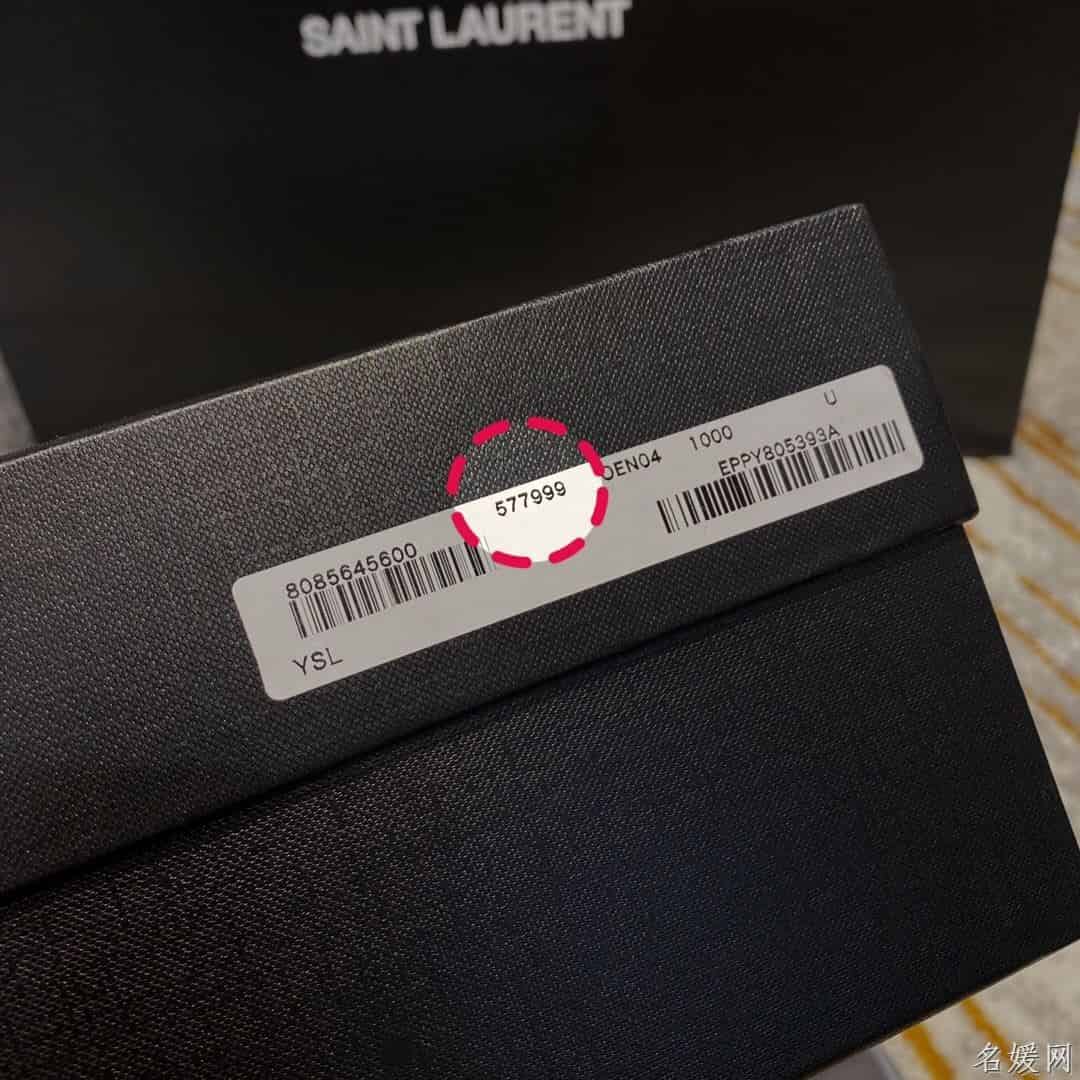 SAINT LAURENT
577999 0EN04 1000 U
8085645600 EPPY805393A
YSL
名媛网